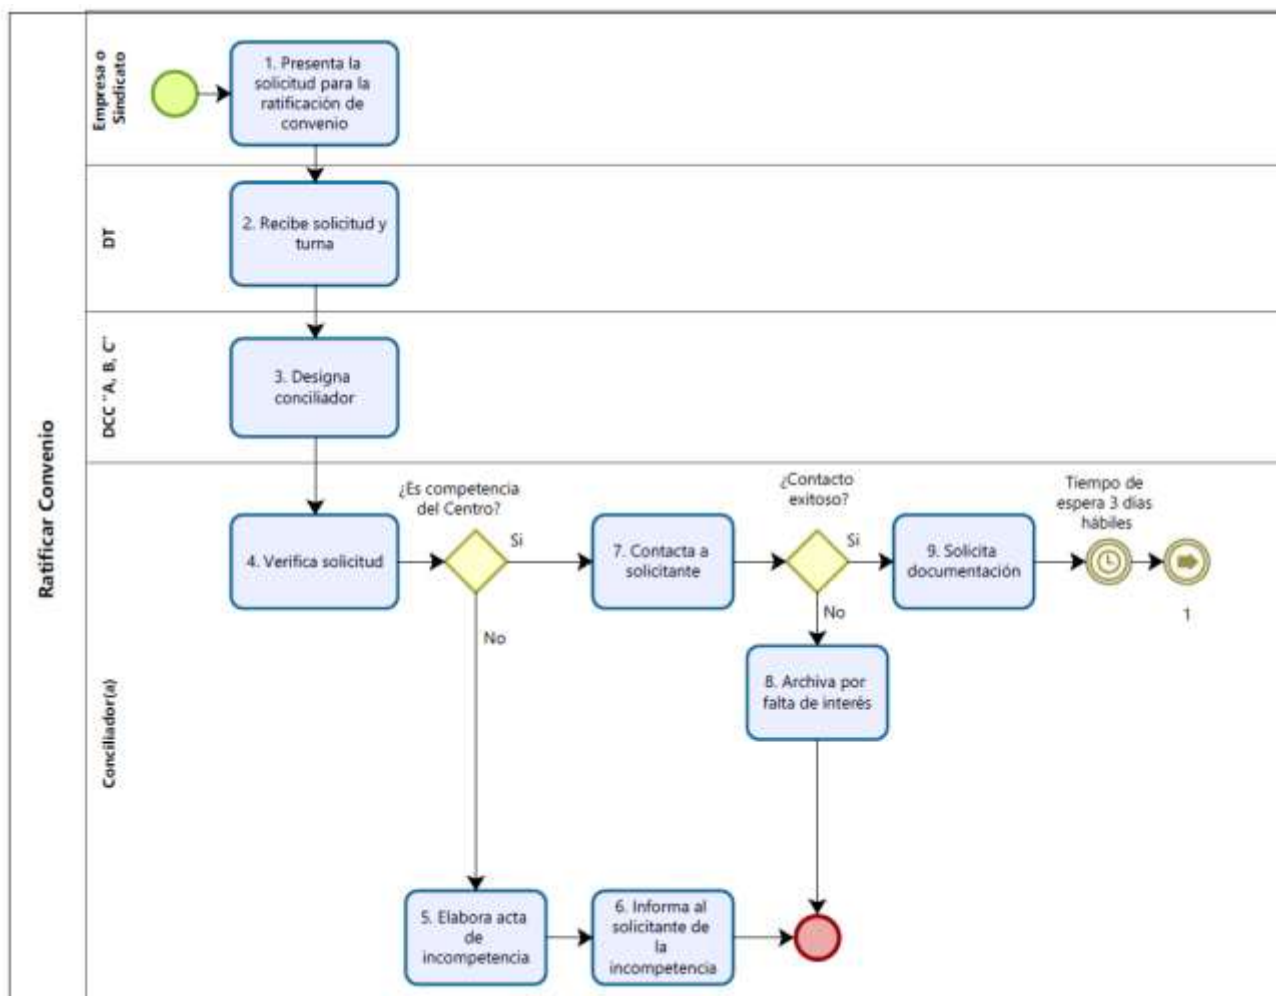 Ratificar Convenio
Empresa o
Sindicato
1. Presenta la
solicitud para la
ratificación de
convenio
DT
2. Recibe solicitud y
turna
DCC "A, B, C"
3. Designa
conciliador
Conciliador(a)
4. Verifica solicitud
¿Es competencia
del Centro?
Si
No
7. Contacta a
solicitante
¿Contacto
exitoso?
Si
No
9. Solicita
documentación
Tiempo de
espera 3 días
hábiles
1
8. Archiva por
falta de interés
5. Elabora acta
de
incompetencia
6. Informa al
solicitante de
la
incompetencia